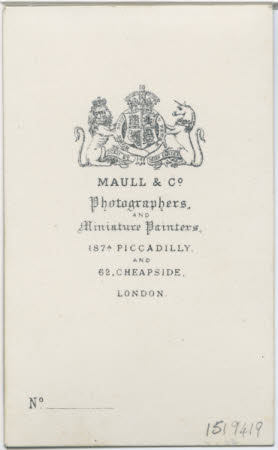 MAULL & Cº
Photographers,
AND
Miniature Painters,
187ᴬ PICCADILLY.
AND
62, CHEAPSIDE.
LONDON.
Nº
1519419